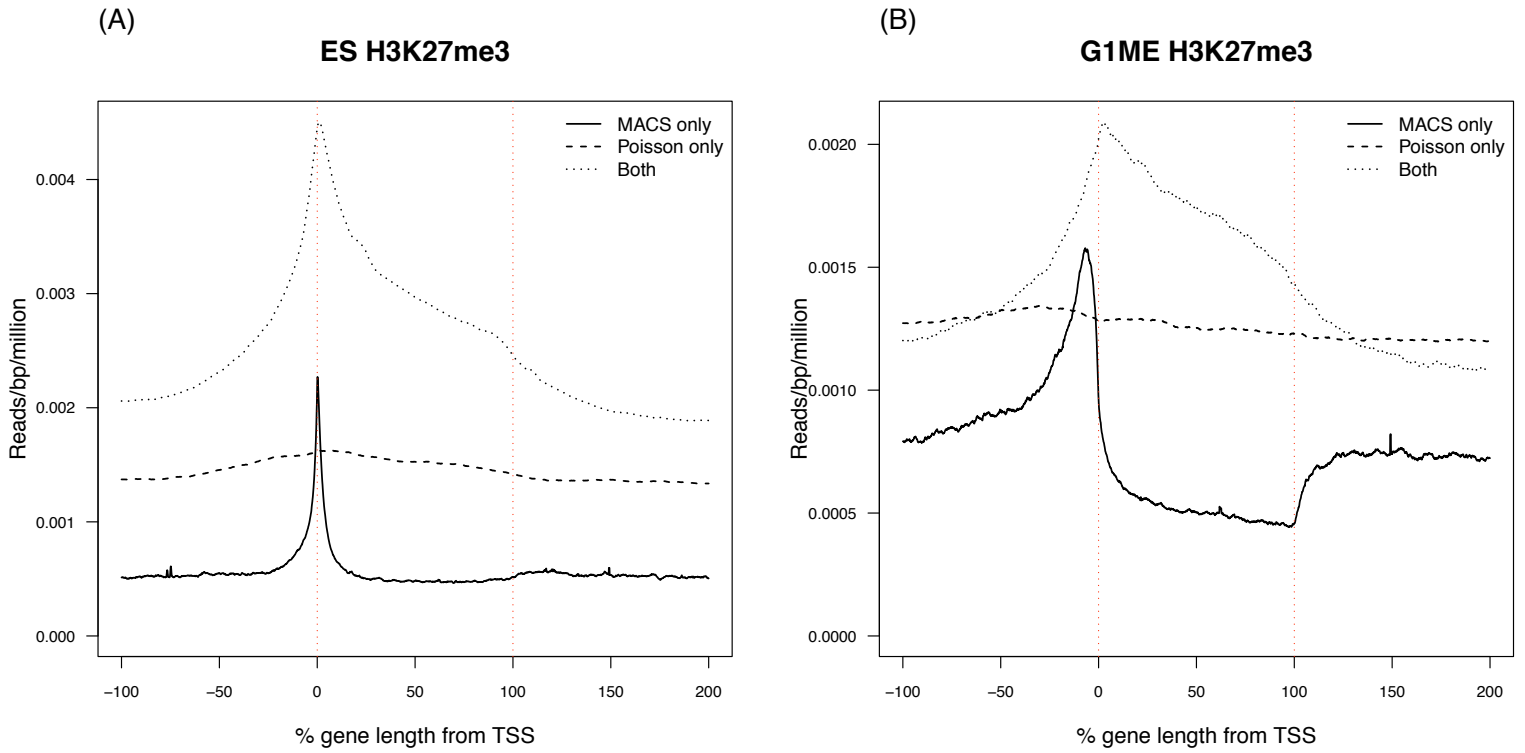 (A)
ES H3K27me3
MACS only
Poisson only
Both
0.004
0.003
0.002
0.001
0.000
Reads/bp/million
−100 −50 0 50 100 150 200
% gene length from TSS
(B)
G1ME H3K27me3
MACS only
Poisson only
Both
0.0020
0.0015
0.0010
0.0005
0.0000
Reads/bp/million
−100 −50 0 50 100 150 200
% gene length from TSS